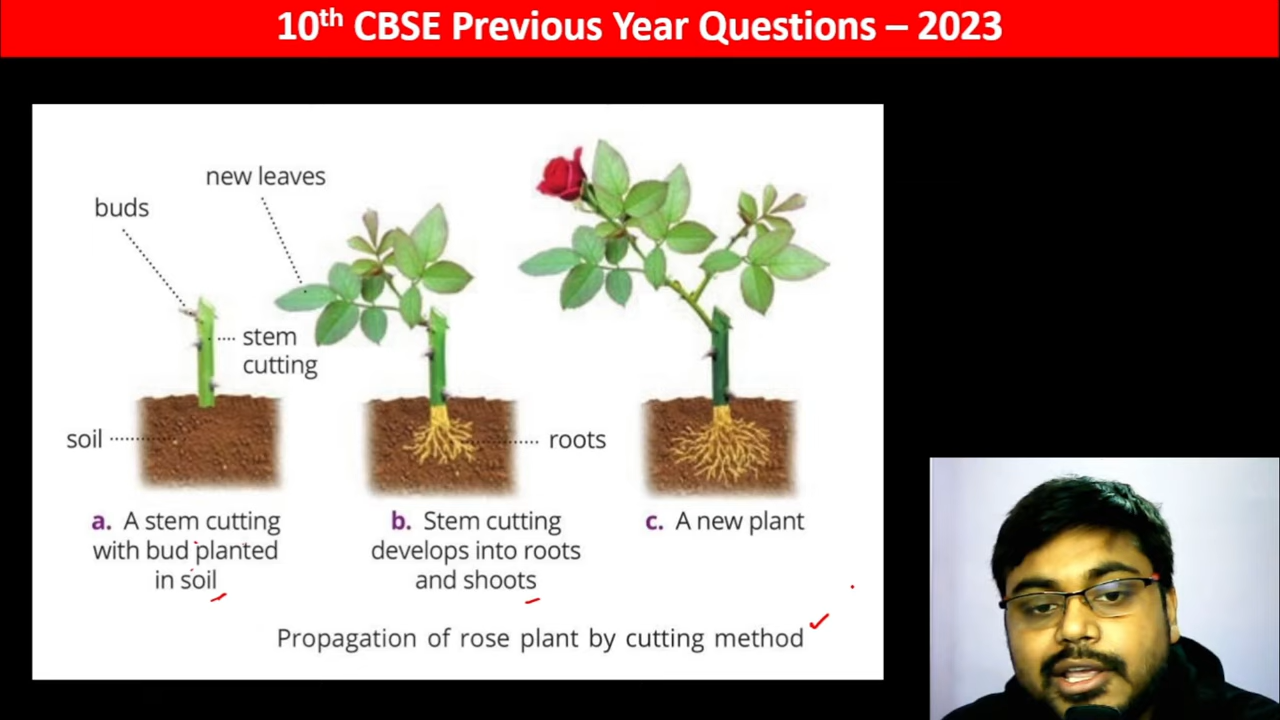 10th CBSE Previous Year Questions – 2023
new leaves
buds
stem
cutting
soil
roots
a. A stem cutting
with bud planted
in soil
b. Stem cutting
develops into roots
and shoots
c. A new plant
Propagation of rose plant by cutting method